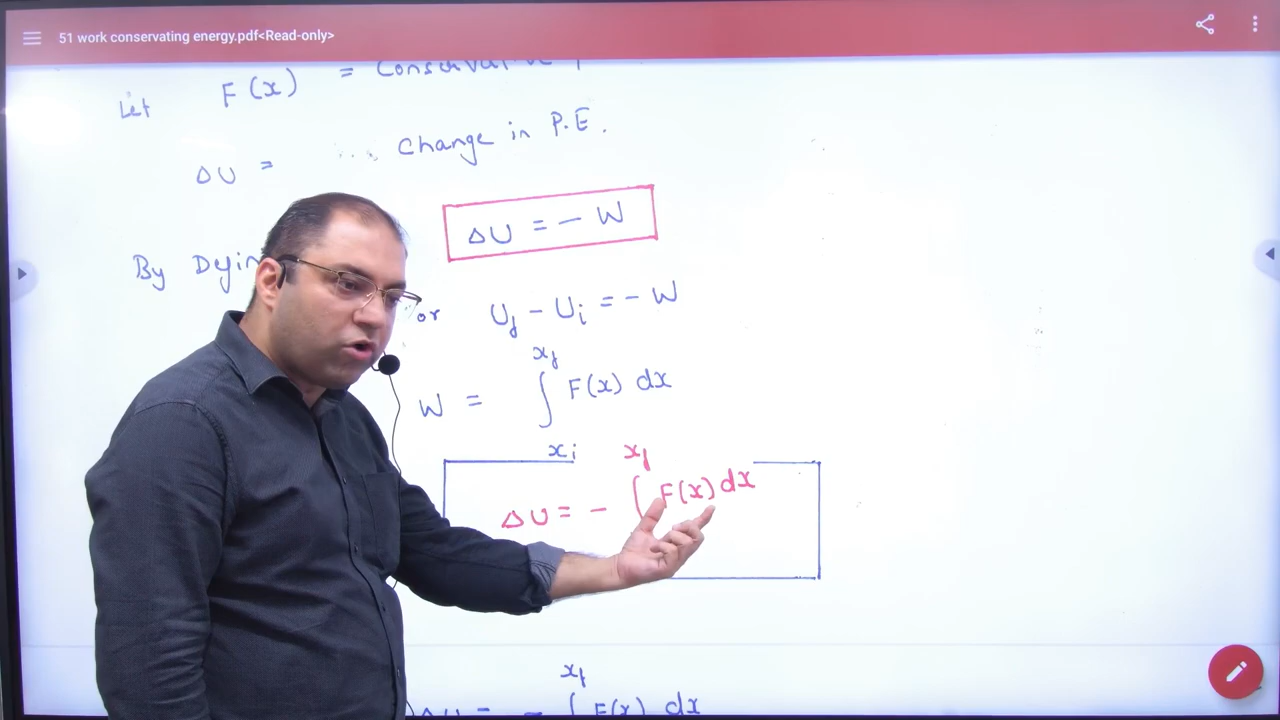 51 work conservating energy.pdf<Read-only>
Let F(x) =
ΔU = Change in P.E.
ΔU = - W
By
or U_f - U_i = - W
W = ∫_{x_i}^{x_f} F(x) dx
ΔU = - ∫^{x_f} F(x) dx
ΔU = - ∫^{x_f} F(x) dx